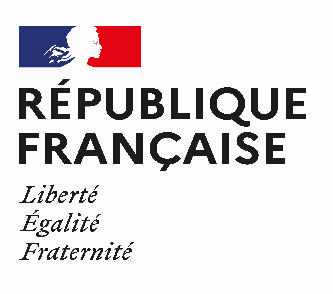 RÉPUBLIQUE
FRANÇAISE
Liberté
Égalité
Fraternité